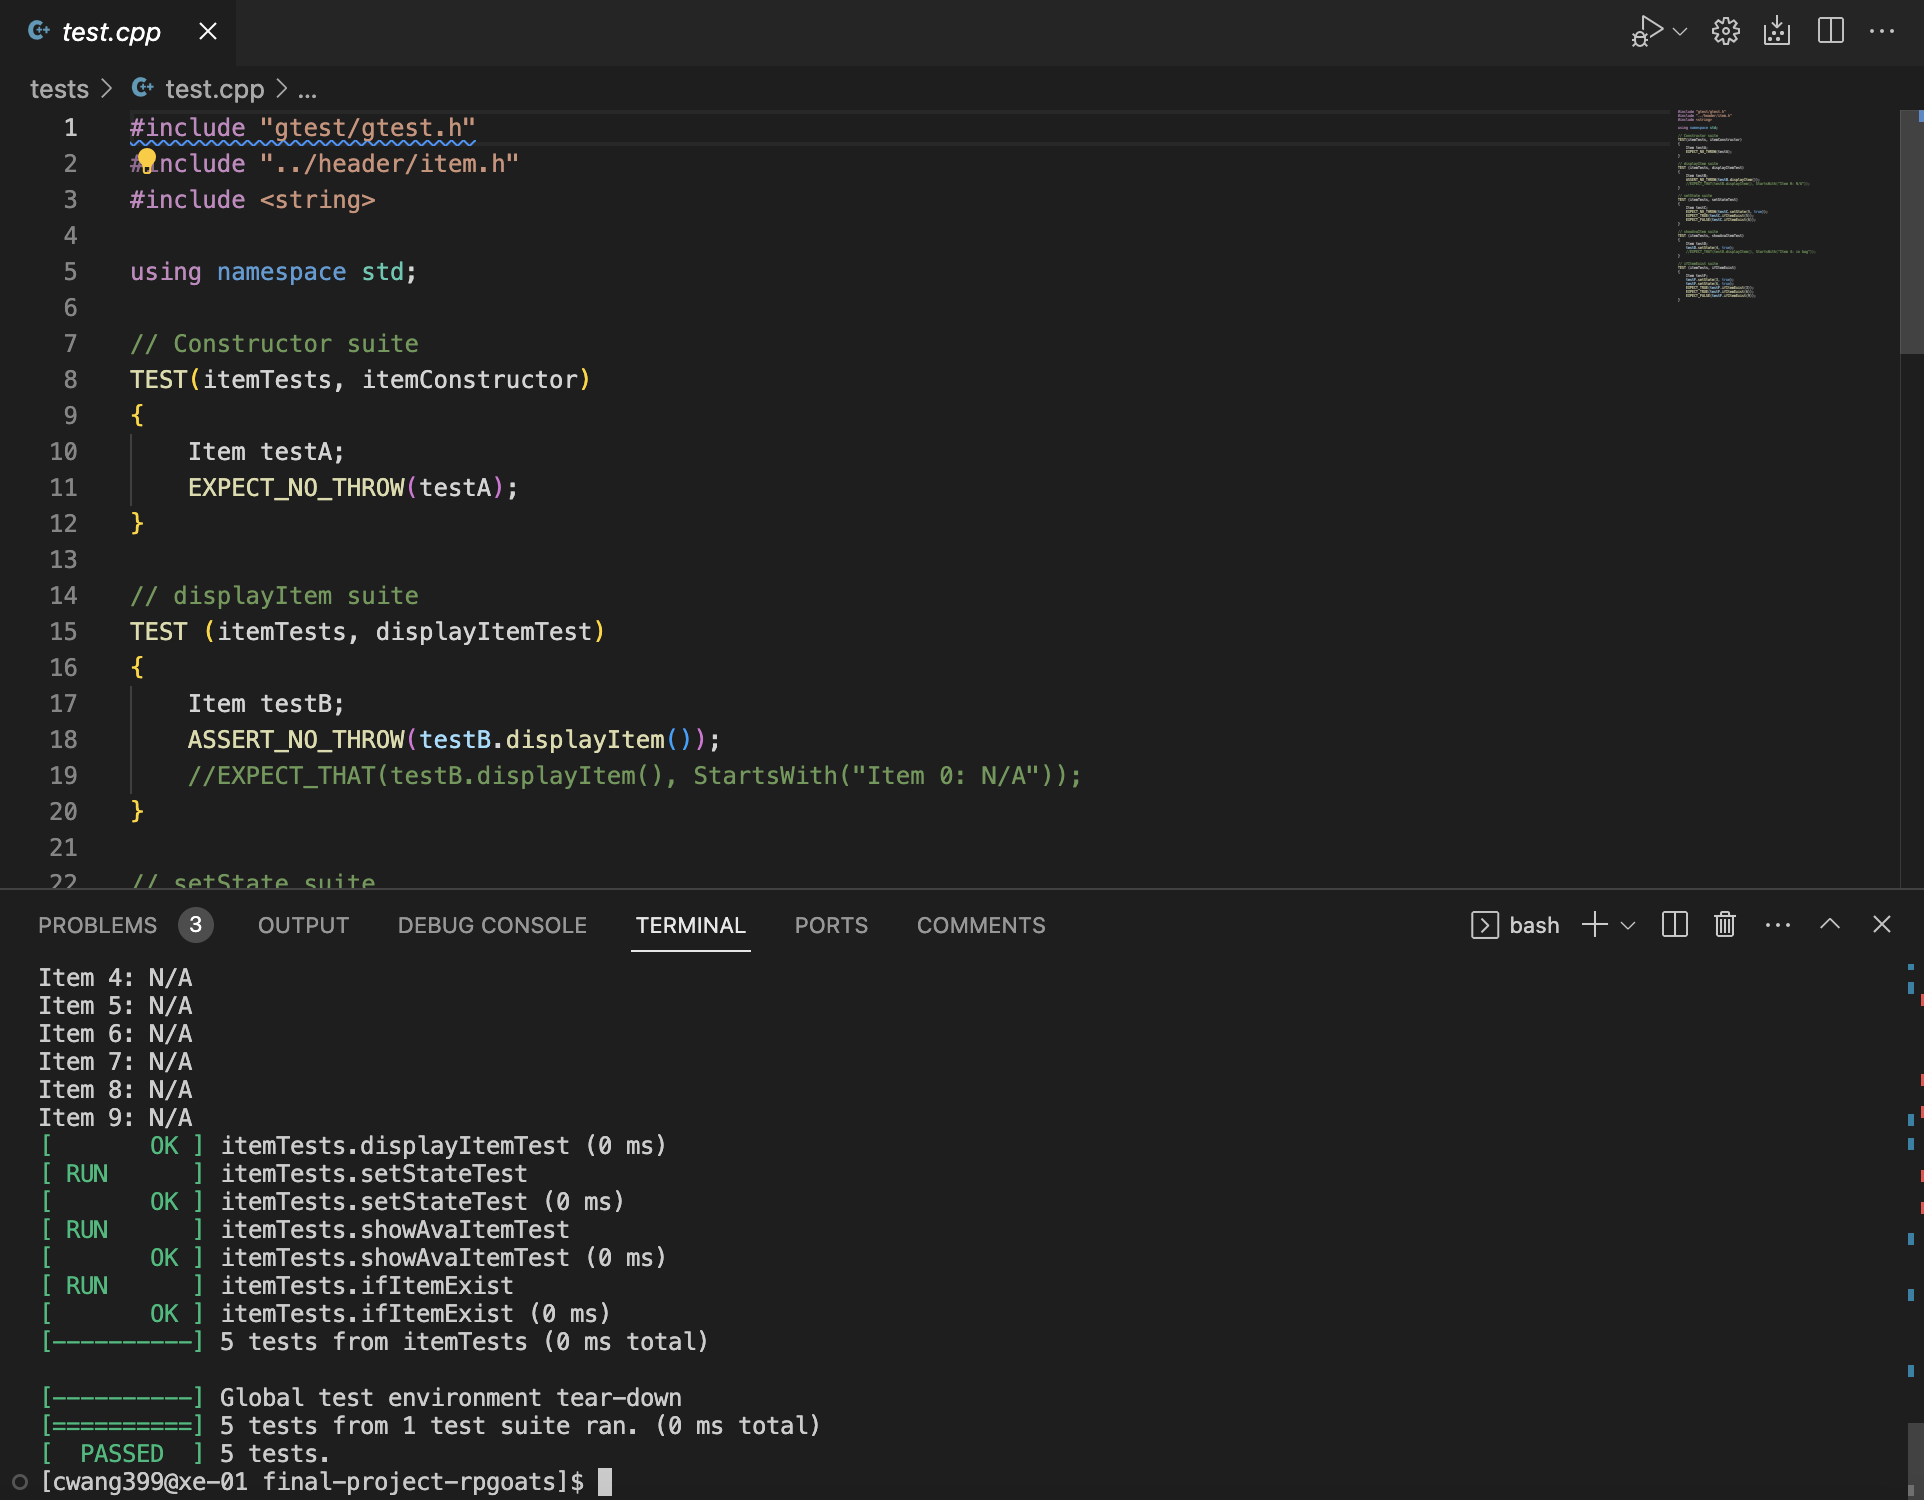 test.cpp
tests > test.cpp > ...
1 #include "gtest/gtest.h"
2 #include "../header/item.h"
3 #include <string>
4
5 using namespace std;
6
7 // Constructor suite
8 TEST(itemTests, itemConstructor)
9 {
10 Item testA;
11 EXPECT_NO_THROW(testA);
12 }
13
14 // displayItem suite
15 TEST (itemTests, displayItemTest)
16 {
17 Item testB;
18 ASSERT_NO_THROW(testB.displayItem());
19 //EXPECT_THAT(testB.displayItem(), StartsWith("Item 0: N/A"));
20 }
21
22 // setState suite
PROBLEMS 3 OUTPUT DEBUG CONSOLE TERMINAL PORTS COMMENTS bash
Item 4: N/A
Item 5: N/A
Item 6: N/A
Item 7: N/A
Item 8: N/A
Item 9: N/A
[       OK ] itemTests.displayItemTest (0 ms)
[ RUN      ] itemTests.setStateTest
[       OK ] itemTests.setStateTest (0 ms)
[ RUN      ] itemTests.showAvaItemTest
[       OK ] itemTests.showAvaItemTest (0 ms)
[ RUN      ] itemTests.ifItemExist
[       OK ] itemTests.ifItemExist (0 ms)
[----------] 5 tests from itemTests (0 ms total)
[----------] Global test environment tear-down
[==========] 5 tests from 1 test suite ran. (0 ms total)
[  PASSED  ] 5 tests.
[cwang399@xe-01 final-project-rpgoats]$